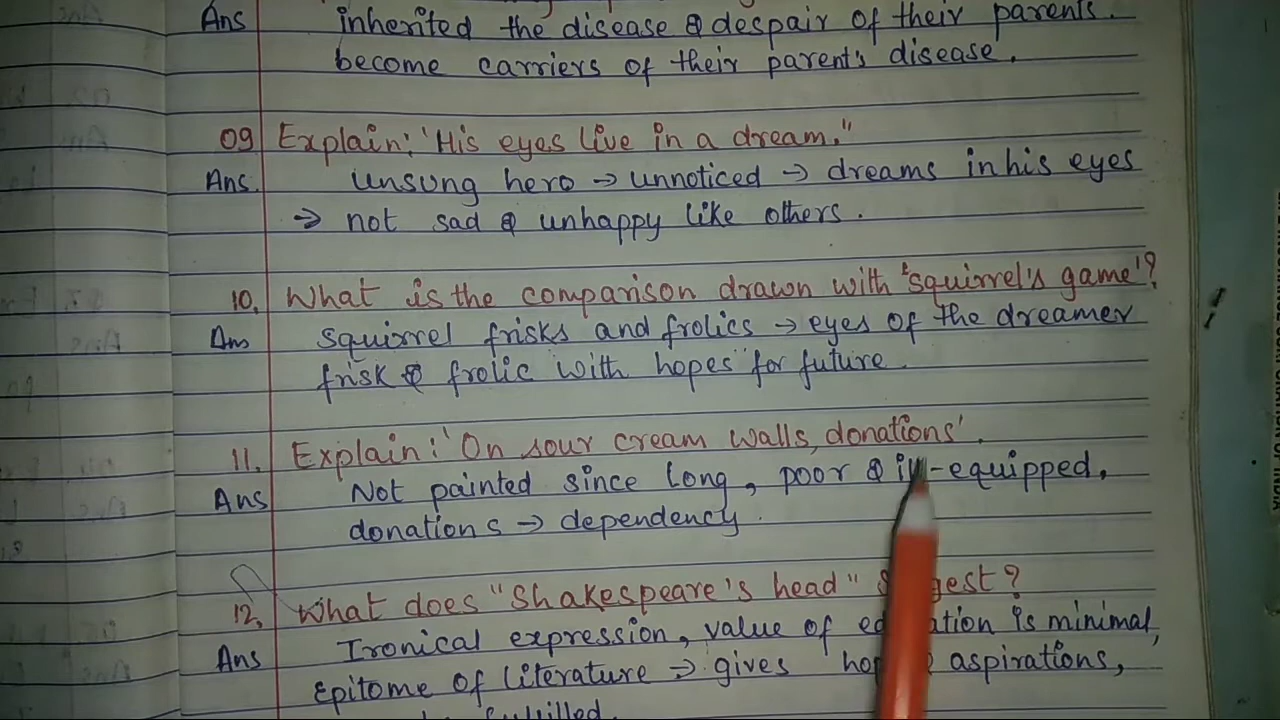 Ans inherited the disease & despair of their parents.
become carriers of their parent's disease.
09 Explain: 'His eyes live in a dream."
Ans. Unsung hero → unnoticed → dreams in his eyes
→ not sad & unhappy like others.
10. What is the comparison drawn with 'squirrel's game'?
Ans squirrel frisks and frolics → eyes of the dreamer
frisk & frolic with hopes for future.
11. Explain: 'On sour cream walls, donations'.
Ans Not painted since long, poor & -equipped,
donations → dependency.
12. What does "Shakespeare's head"
Ans Ironical expression, value of is minimal,
Epitome of literature → gives aspirations,